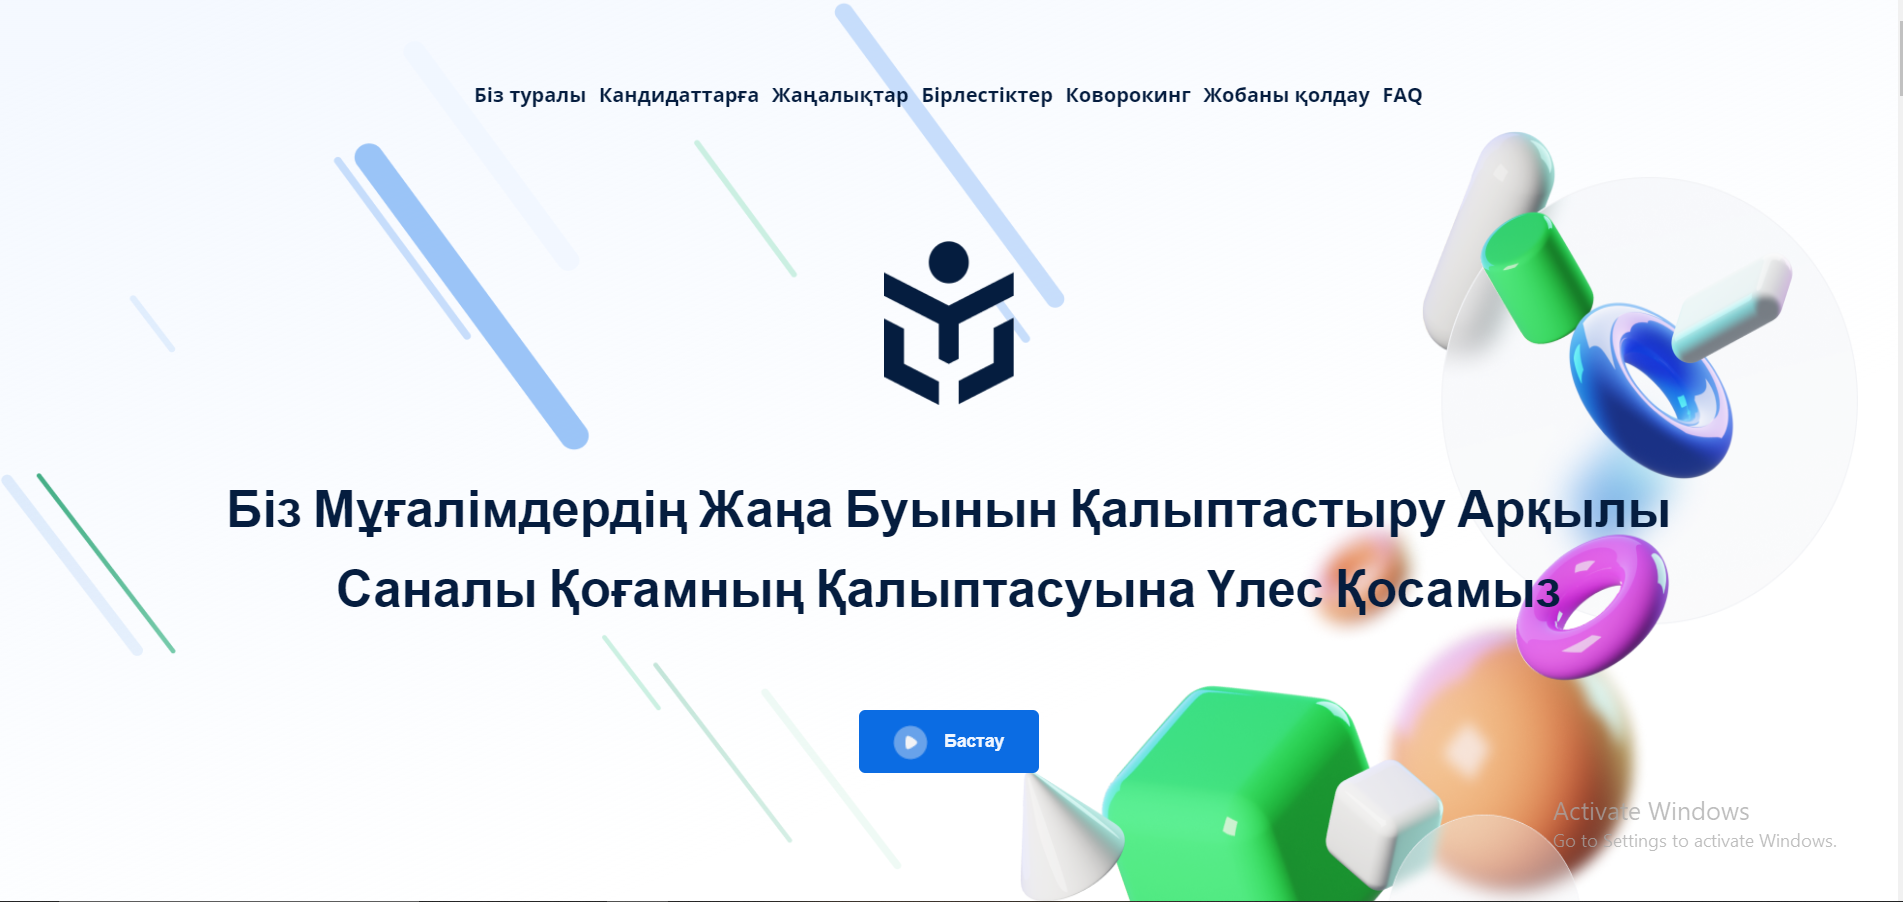 Біз туралы Кандидаттарға Жаңалықтар Бірлестіктер Коворокинг Жобаны қолдау FAQ
Біз Мұғалімдердің Жаңа Буынын Қалыптастыру Арқылы
Саналы Қоғамның Қалыптасуына Үлес Қосамыз
Бастау
Activate Windows
Go to Settings to activate Windows.